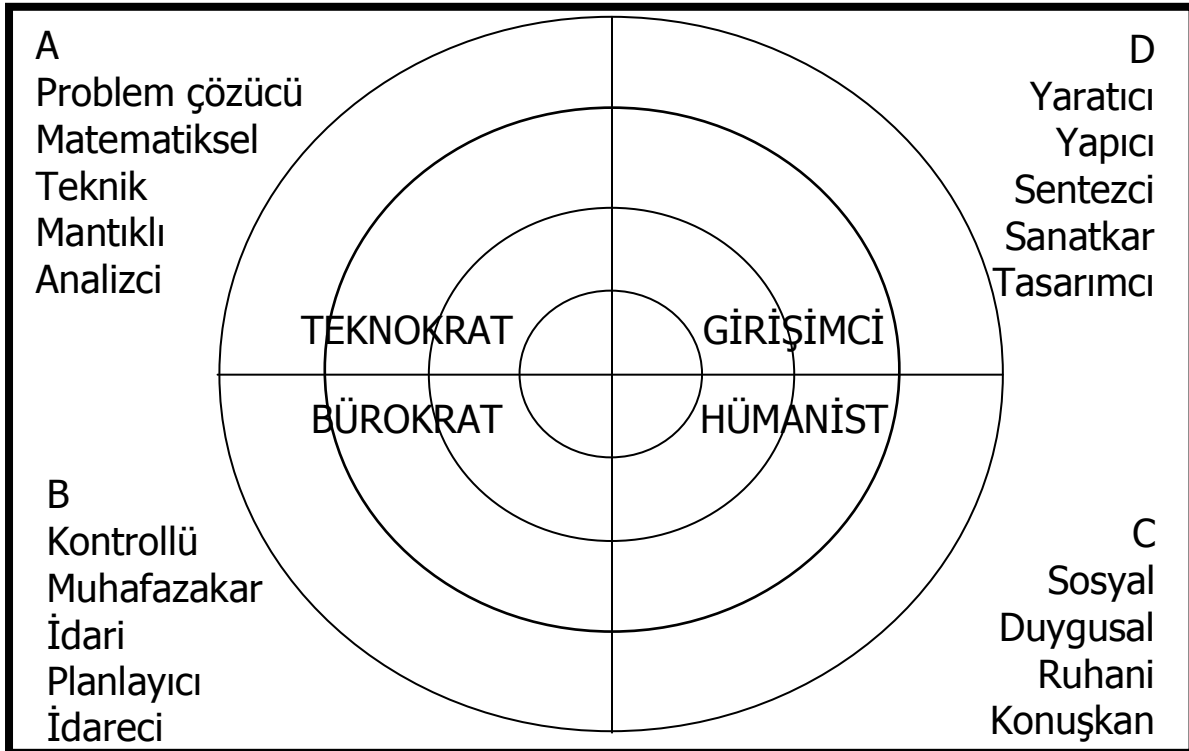 A
Problem çözücü
Matematiksel
Teknik
Mantıklı
Analizci
D
Yaratıcı
Yapıcı
Sentezci
Sanatkar
Tasarımcı
TEKNOKRAT
GİRİŞİMCİ
BÜROKRAT
HÜMANİST
B
Kontrollü
Muhafazakar
İdari
Planlayıcı
İdareci
C
Sosyal
Duygusal
Ruhani
Konuşkan